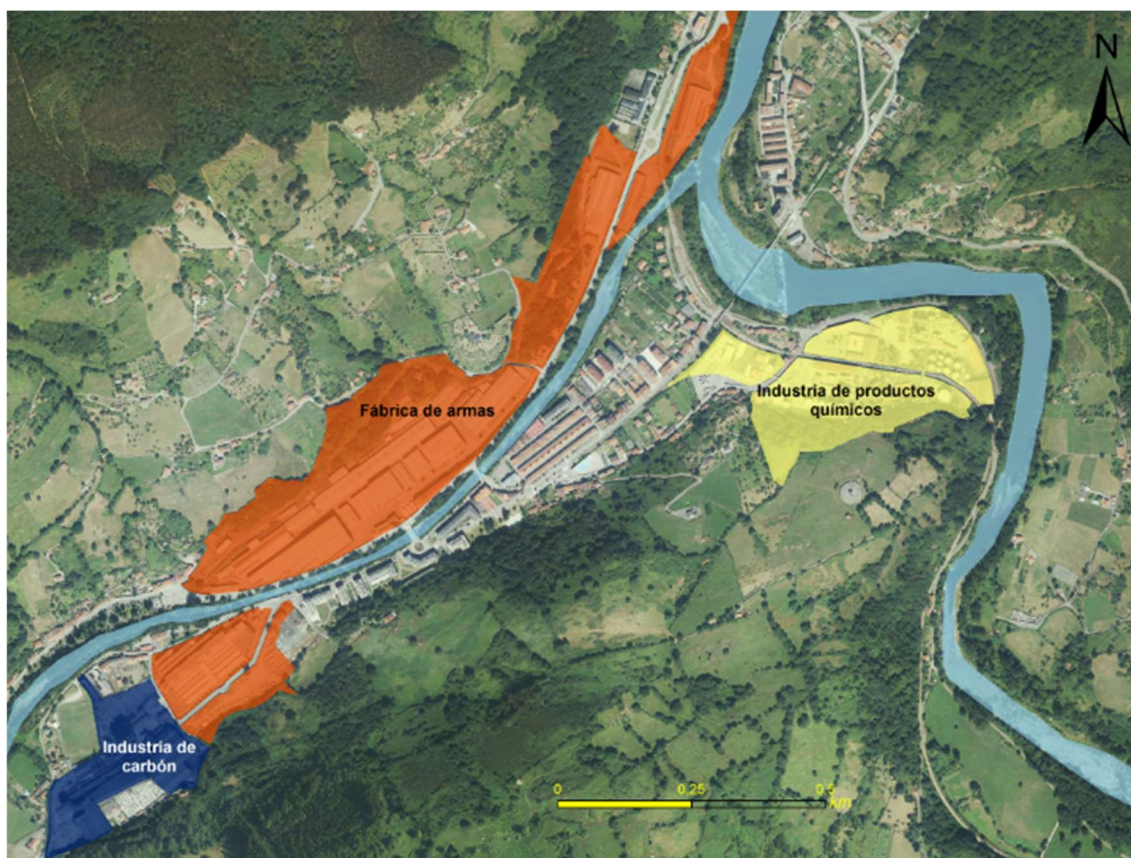 N
Fábrica de armas
Industria de productos
químicos
Industria de
carbón
0 0.25 0.5
km